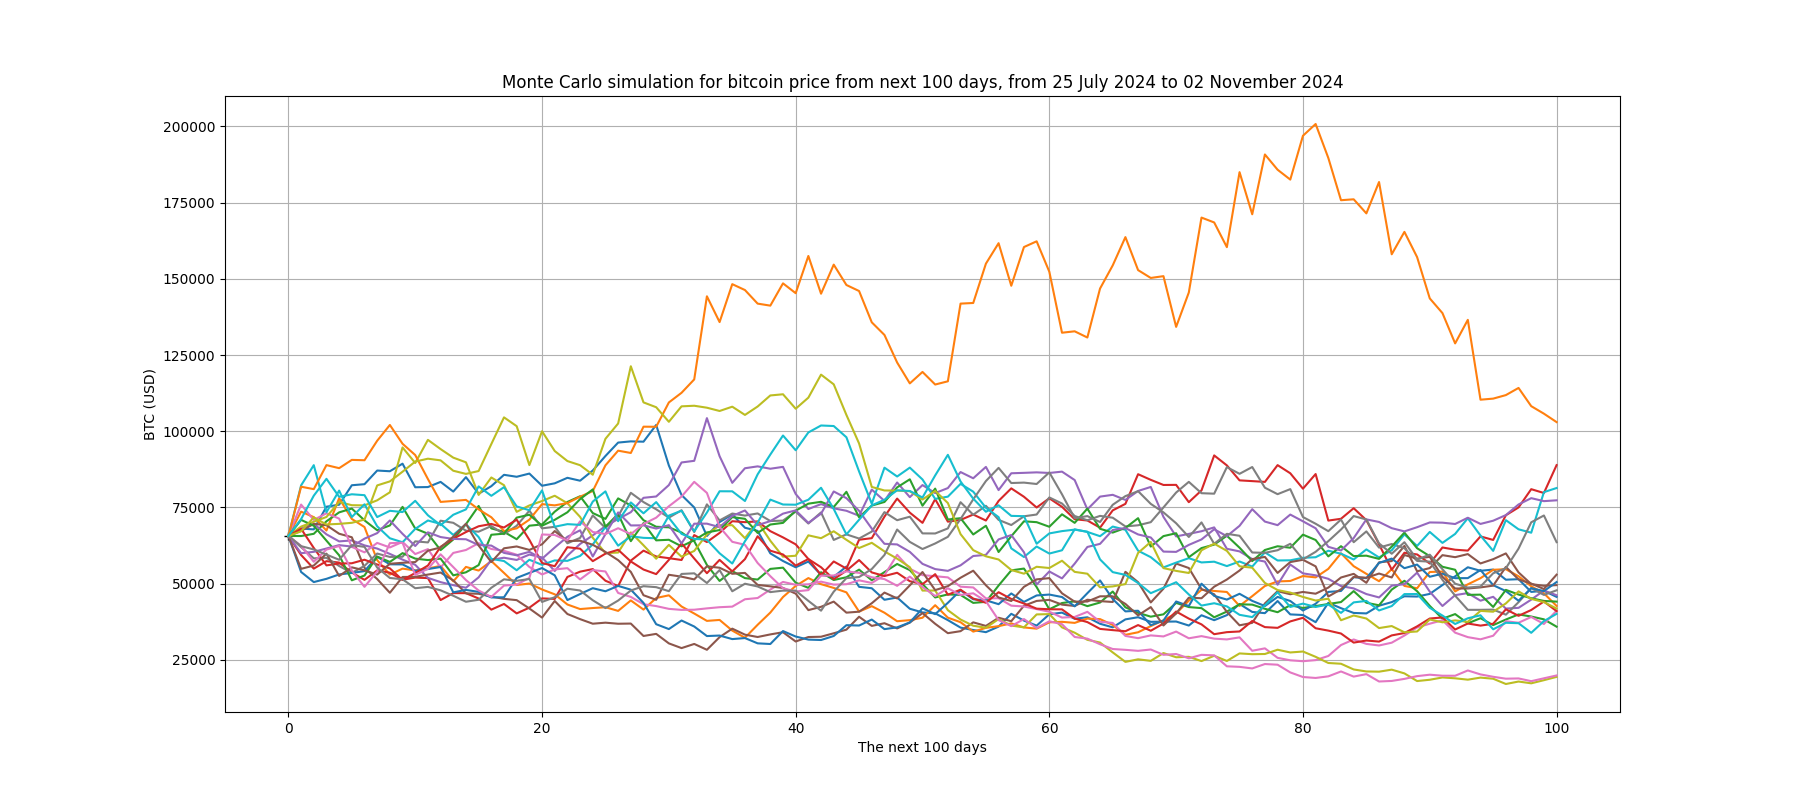 Monte Carlo simulation for bitcoin price from next 100 days, from 25 July 2024 to 02 November 2024
200000
175000
150000
125000
100000
75000
50000
25000
BTC (USD)
0 20 40 60 80 100
The next 100 days